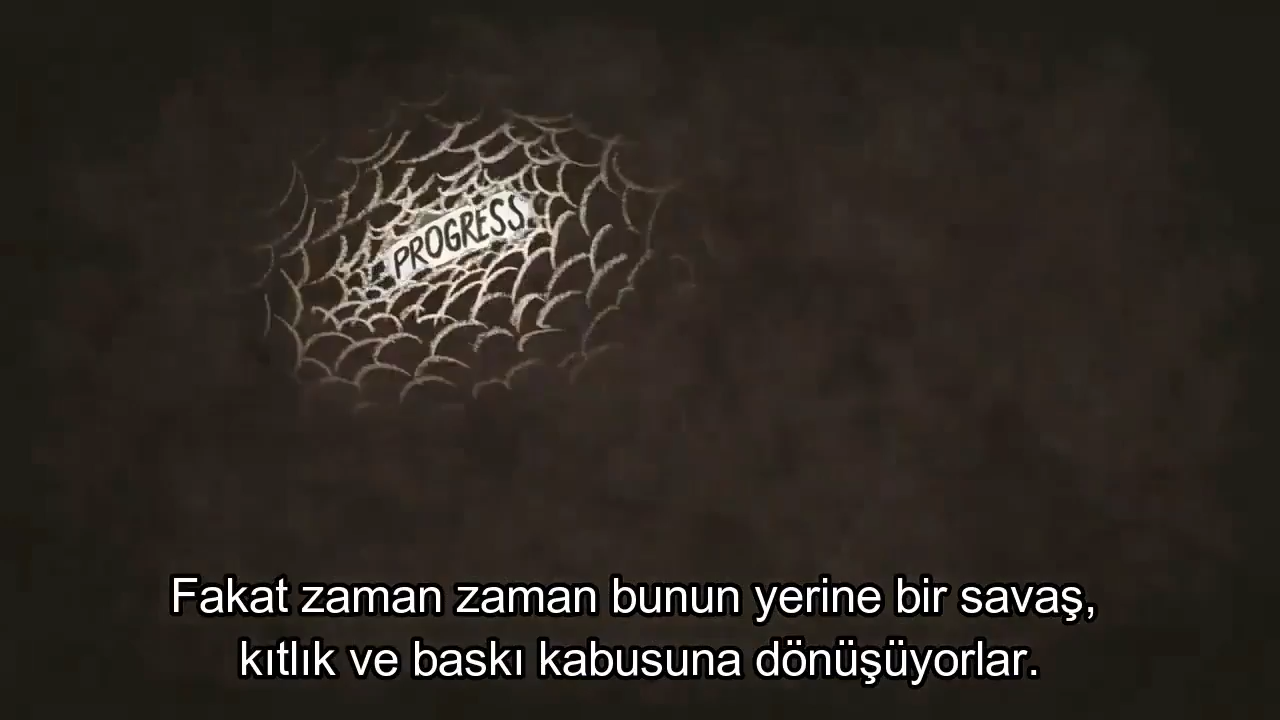 PROGRESS
Fakat zaman zaman bunun yerine bir savaş,
kıtlık ve baskı kabusuna dönüşüyorlar.